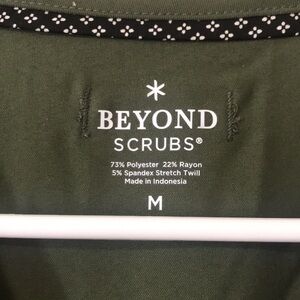 BEYOND
SCRUBS®
73% Polyester 22% Rayon
5% Spandex Stretch Twill
Made in Indonesia
M